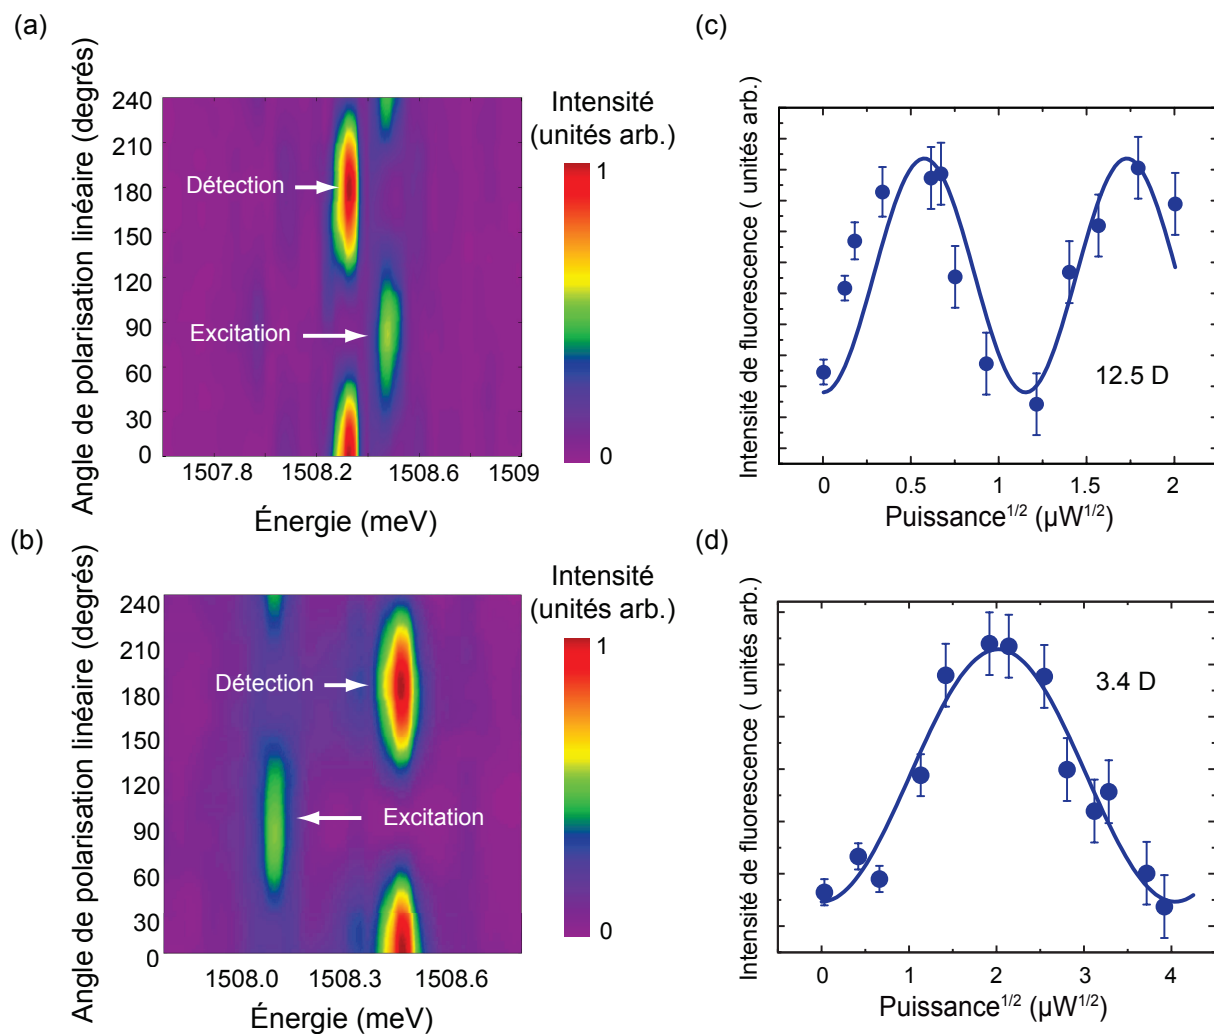 (a)
Angle de polarisation linéaire (degrés)
240
210
180
150
120
90
60
30
0
Détection
Excitation
1507.8
1508.2
1508.6
1509
Énergie (meV)
Intensité
(unités arb.)
1
0
(c)
Intensité de fluorescence ( unités arb.)
12.5 D
0
0.5
1
1.5
2
Puissance1/2 (µW1/2)
(b)
Angle de polarisation linéaire (degrés)
240
210
180
150
120
90
60
30
0
Détection
Excitation
1508.0
1508.3
1508.6
Énergie (meV)
Intensité
(unités arb.)
1
0
(d)
Intensité de fluorescence ( unités arb.)
3.4 D
0
1
2
3
4
Puissance1/2 (µW1/2)